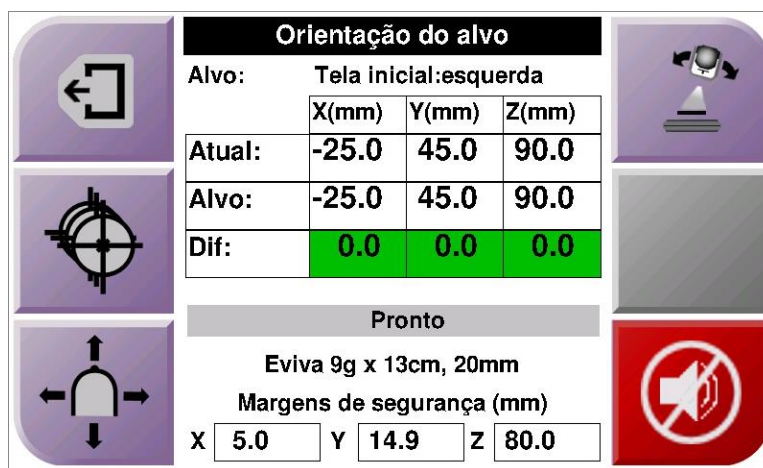 Orientação do alvo
Alvo: Tela inicial:esquerda
X(mm) Y(mm) Z(mm)
Atual: -25.0 45.0 90.0
Alvo: -25.0 45.0 90.0
Dif: 0.0 0.0 0.0
Pronto
Eviva 9g x 13cm, 20mm
Margens de segurança (mm)
X 5.0 Y 14.9 Z 80.0